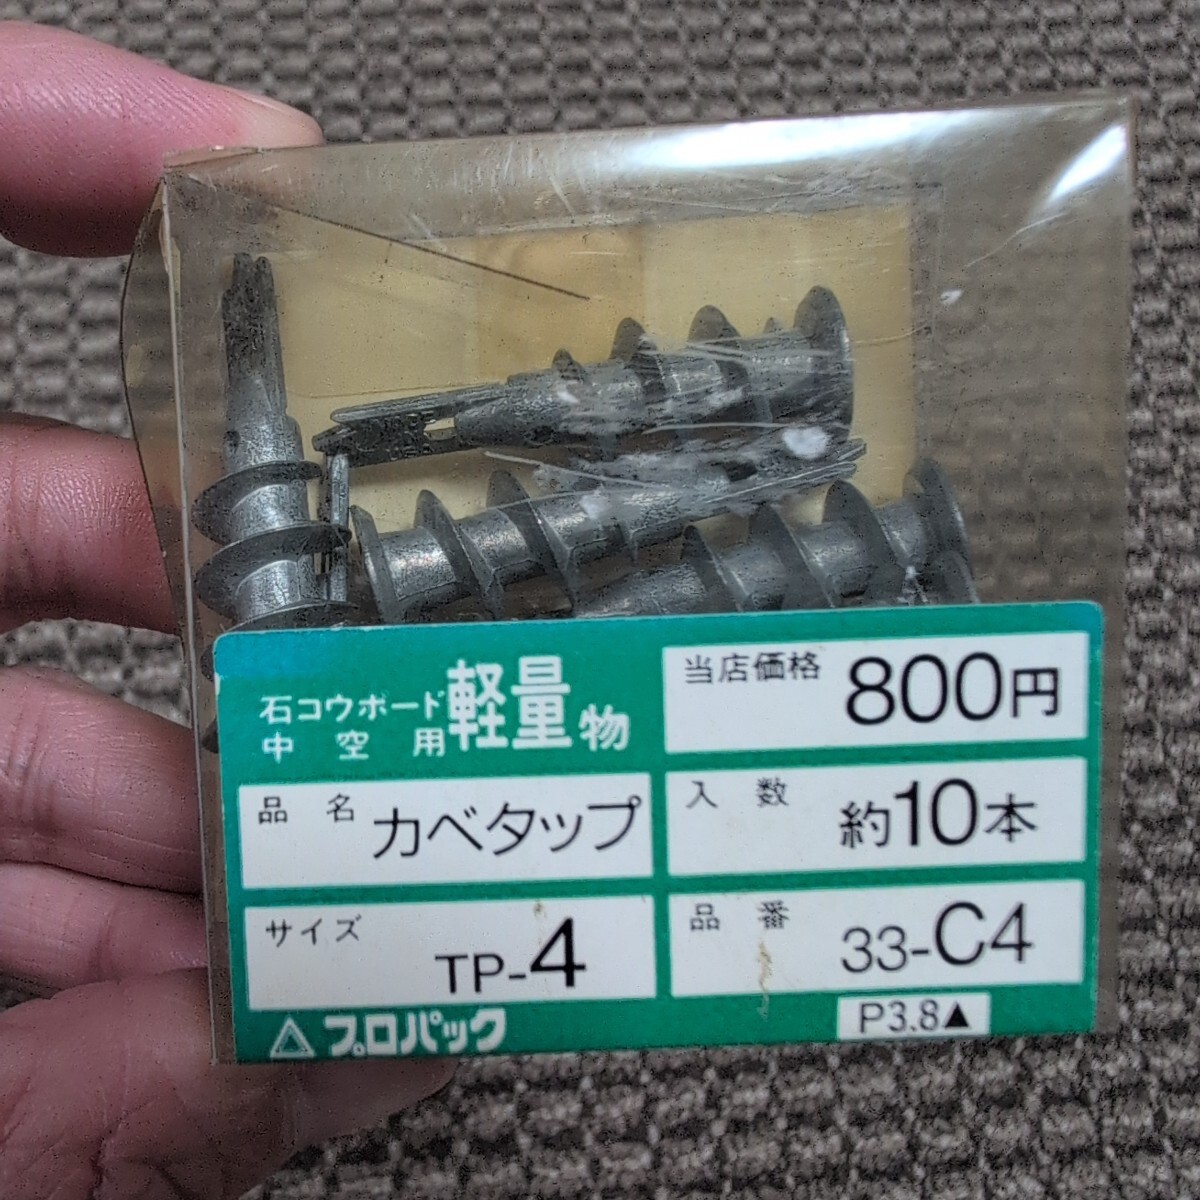 石コウボード
中空用
軽量物
当店価格 800円
品名 カベタップ
入数 約10本
サイズ TP-4
品番 33-C4
プロパック
P3.8▲